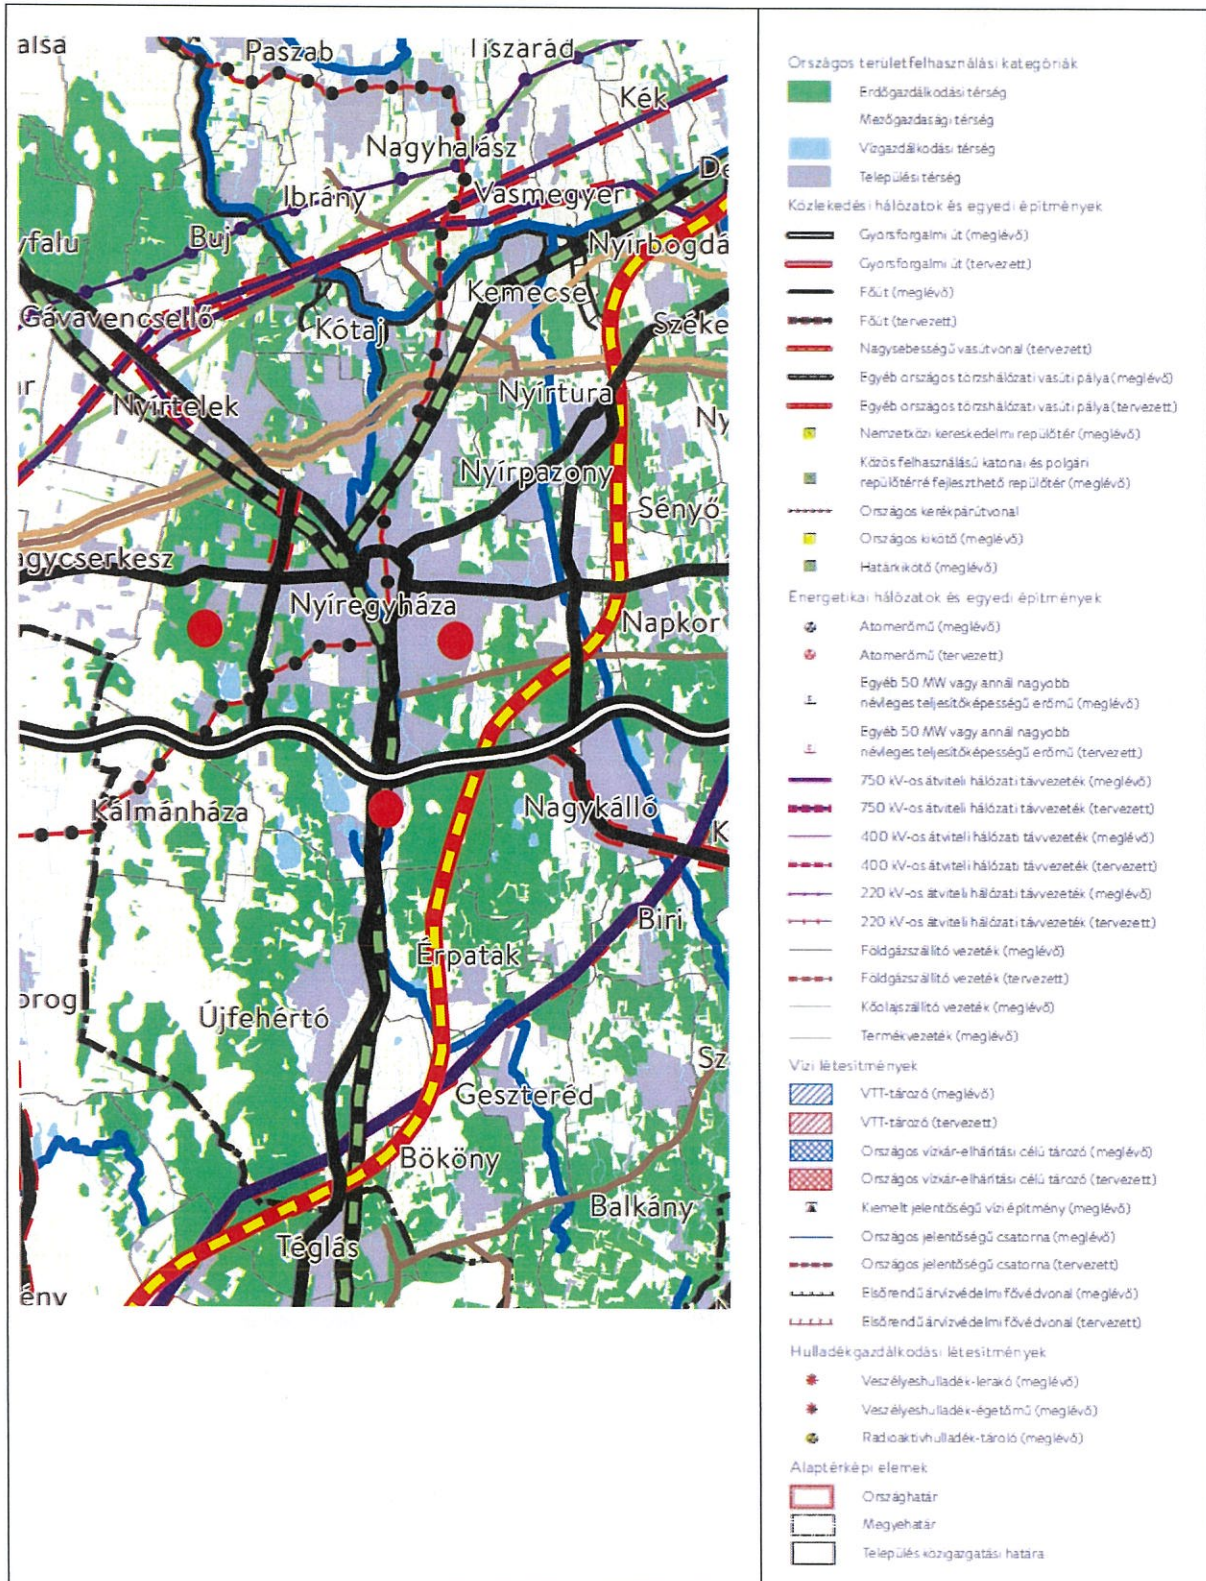 alsa
Paszab
Tiszarád
Kék
Nagyhalász
De
Ibrány
Vasmegyer
Buj
yfalu
Nyírbogdá
Kemecse
Gávavencsellő
Kótaj
Széke
Nyírtura
Nyírtelek
Ny
Nyírpazony
Sényő
agycserkesz
Nyíregyháza
Napkor
Kálmánháza
Nagykálló
K
Biri
Érpatak
orog
Újfehértó
Sz
Geszteréd
Bököny
Balkány
Téglás
ény
Országos területfelhasználási kategóriák
Erdőgazdálkodási térség
Mezőgazdasági térség
Vízgazdálkodási térség
Települési térség
Közlekedési hálózatok és egyedi építmények
Gyorsforgalmi út (meglévő)
Gyorsforgalmi út (tervezett)
Főút (meglévő)
Főút (tervezett)
Nagysebességű vasútvonal (tervezett)
Egyéb országos törzshálózati vasúti pálya (meglévő)
Egyéb országos törzshálózati vasúti pálya (tervezett)
Nemzetközi kereskedelmi repülőtér (meglévő)
Közös felhasználású katonai és polgári
repülőtérré fejleszthető repülőtér (meglévő)
Országos kerékpárútvonal
Országos kikötő (meglévő)
Határkikötő (meglévő)
Energetikai hálózatok és egyedi építmények
Atomerőmű (meglévő)
Atomerőmű (tervezett)
Egyéb 50 MW vagy annál nagyobb
névleges teljesítőképességű erőmű (meglévő)
Egyéb 50 MW vagy annál nagyobb
névleges teljesítőképességű erőmű (tervezett)
750 kV-os átviteli hálózati távvezeték (meglévő)
750 kV-os átviteli hálózati távvezeték (tervezett)
400 kV-os átviteli hálózati távvezeték (meglévő)
400 kV-os átviteli hálózati távvezeték (tervezett)
220 kV-os átviteli hálózati távvezeték (meglévő)
220 kV-os átviteli hálózati távvezeték (tervezett)
Földgázszállító vezeték (meglévő)
Földgázszállító vezeték (tervezett)
Kőolajszállító vezeték (meglévő)
Termékvezeték (meglévő)
Vízi létesítmények
VTT-tározó (meglévő)
VTT-tározó (tervezett)
Országos vízkár-elhárítási célú tározó (meglévő)
Országos vízkár-elhárítási célú tározó (tervezett)
Kiemelt jelentőségű vízi építmény (meglévő)
Országos jelentőségű csatorna (meglévő)
Országos jelentőségű csatorna (tervezett)
Elsőrendű árvízvédelmi fővédvonal (meglévő)
Elsőrendű árvízvédelmi fővédvonal (tervezett)
Hulladékgazdálkodási létesítmények
Veszélyeshulladék-lerakó (meglévő)
Veszélyeshulladék-égetőmű (meglévő)
Radioaktívhulladék-tároló (meglévő)
Alaptérképi elemek
Országhatár
Megyehatár
Település közigazgatási határa